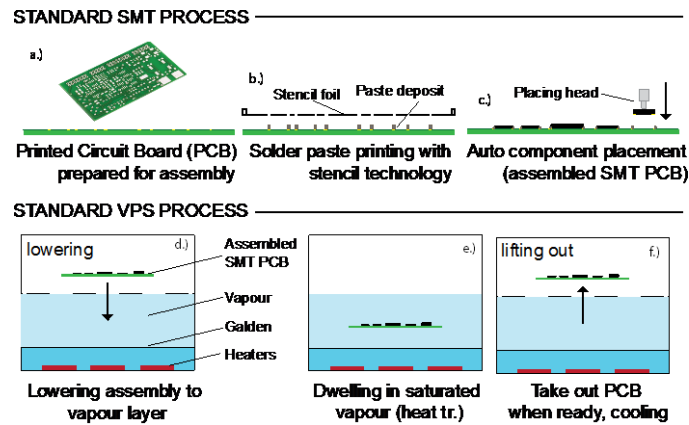 STANDARD SMT PROCESS
a.)
Printed Circuit Board (PCB)
prepared for assembly
b.)
Stencil foil
Paste deposit
Solder paste printing with
stencil technology
c.)
Placing head
Auto component placement
(assembled SMT PCB)
STANDARD VPS PROCESS
lowering
d.)
Assembled
SMT PCB
Vapour
Galden
Heaters
Lowering assembly to
vapour layer
e.)
Dwelling in saturated
vapour (heat tr.)
lifting out
f.)
Take out PCB
when ready, cooling